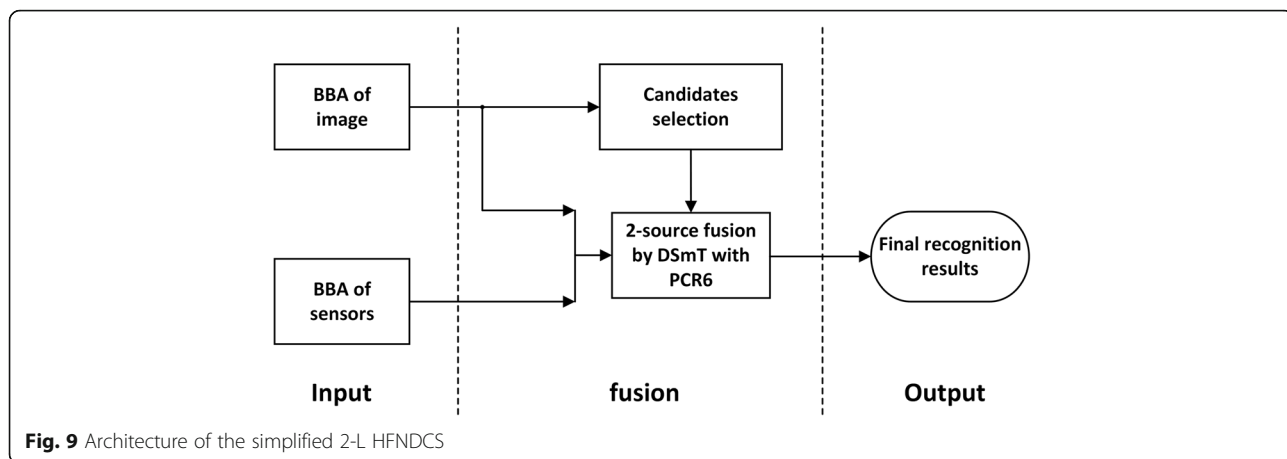 BBA of
image
Candidates
selection
2-source fusion
by DSmT with
PCR6
Final recognition
results
BBA of
sensors
Input
fusion
Output
Fig. 9 Architecture of the simplified 2-L HFNDCS